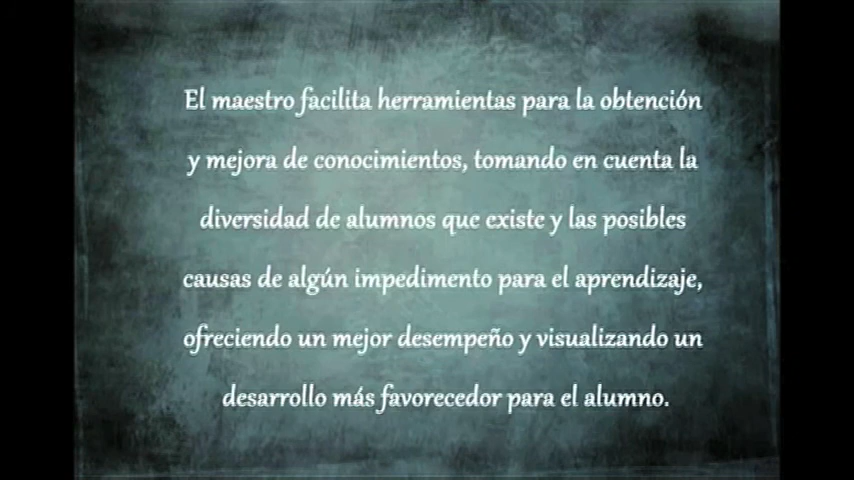 El maestro facilita herramientas para la obtención
y mejora de conocimientos, tomando en cuenta la
diversidad de alumnos que existe y las posibles
causas de algún impedimento para el aprendizaje,
ofreciendo un mejor desempeño y visualizando un
desarrollo más favorecedor para el alumno.